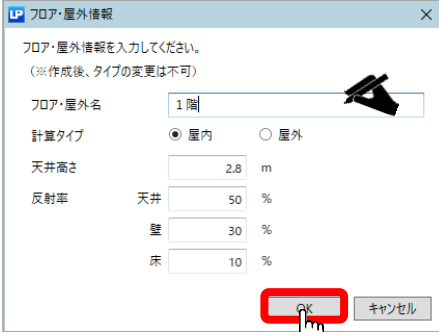 LP フロア・屋外情報
フロア・屋外情報を入力してください。
(※作成後、タイプの変更は不可)
フロア・屋外名 1階
計算タイプ 屋内 屋外
天井高さ 2.8 m
反射率 天井 50 %
壁 30 %
床 10 %
OK キャンセル